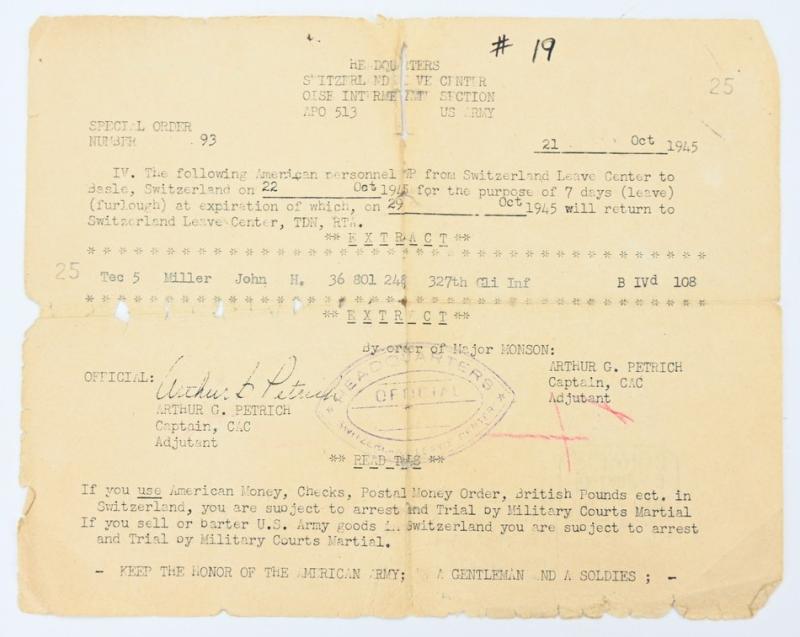 # 19
HEADQUARTERS
SWITZERLAND LEAVE CENTER
OISE INTERMEDIATE SECTION
APO 513 US ARMY
25
SPECIAL ORDER
NUMBER 93
21 Oct 1945
IV. The following American personnel WP from Switzerland Leave Center to
Basle, Switzerland on 22 Oct 1945 for the purpose of 7 days (leave)
(furlough) at expiration of which, on 29 Oct 1945 will return to
Switzerland Leave Center, TDN, RTN.
** E X T R A C T **
25
Tec 5 Miller John H. 36 801 248 327th Gli Inf B IVd 108
** E X T R A C T **
By order of Major MONSON:
OFFICIAL: Arthur G Petrich
ARTHUR G. PETRICH
Captain, CAC
Adjutant
ARTHUR G. PETRICH
Captain, CAC
Adjutant
HEADQUARTERS
OFFICIAL
SWITZERLAND LEAVE CENTER
** READ THIS **
If you use American Money, Checks, Postal Money Order, British Pounds ect. in
Switzerland, you are subject to arrest and Trial by Military Courts Martial
If you sell or barter U.S. Army goods in Switzerland you are subject to arrest
and Trial by Military Courts Martial.
- KEEP THE HONOR OF THE AMERICAN ARMY; A GENTLEMAN AND A SOLDIES ; -